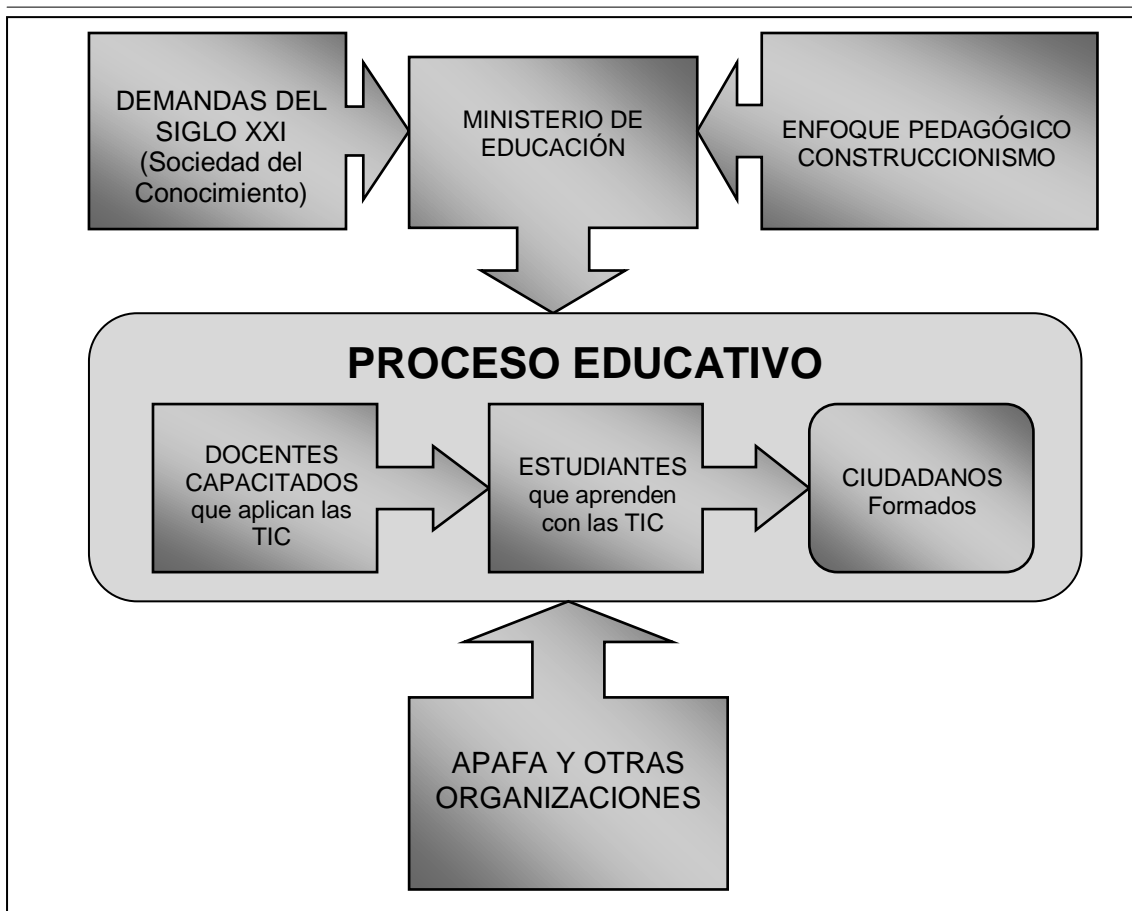 DEMANDAS DEL
SIGLO XXI
(Sociedad del
Conocimiento)
MINISTERIO DE
EDUCACIÓN
ENFOQUE PEDAGÓGICO
CONSTRUCCIONISMO
PROCESO EDUCATIVO
DOCENTES
CAPACITADOS
que aplican las
TIC
ESTUDIANTES
que aprenden
con las TIC
CIUDADANOS
Formados
APAFA Y OTRAS
ORGANIZACIONES